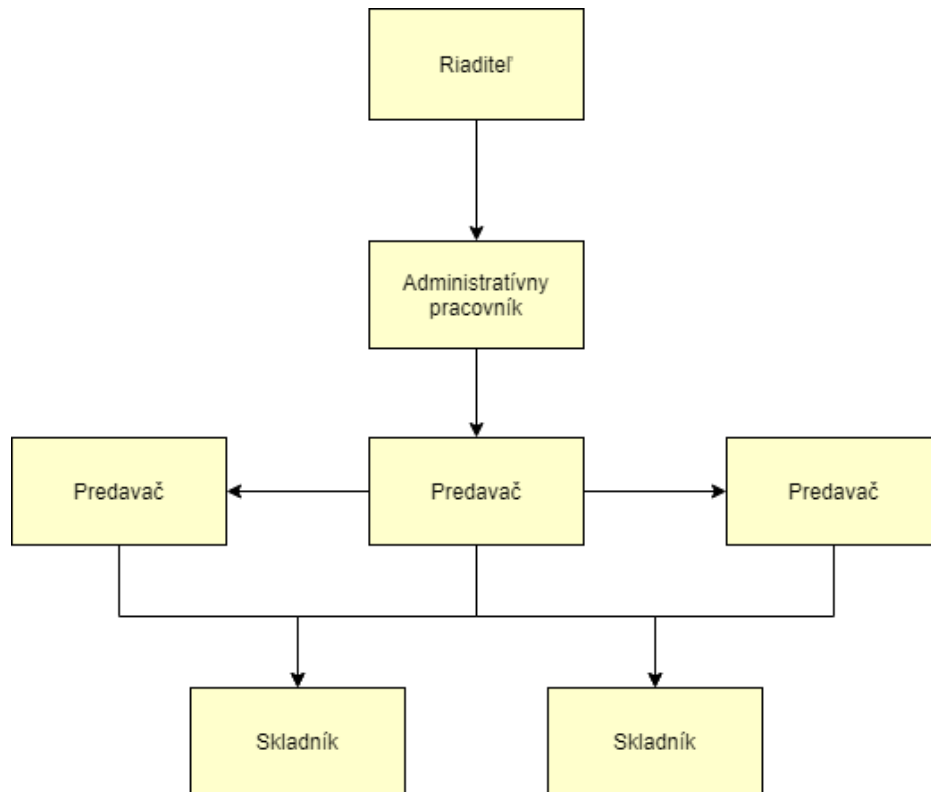 Riaditeľ
Administratívny
pracovník
Predavač
Predavač
Predavač
Skladník
Skladník